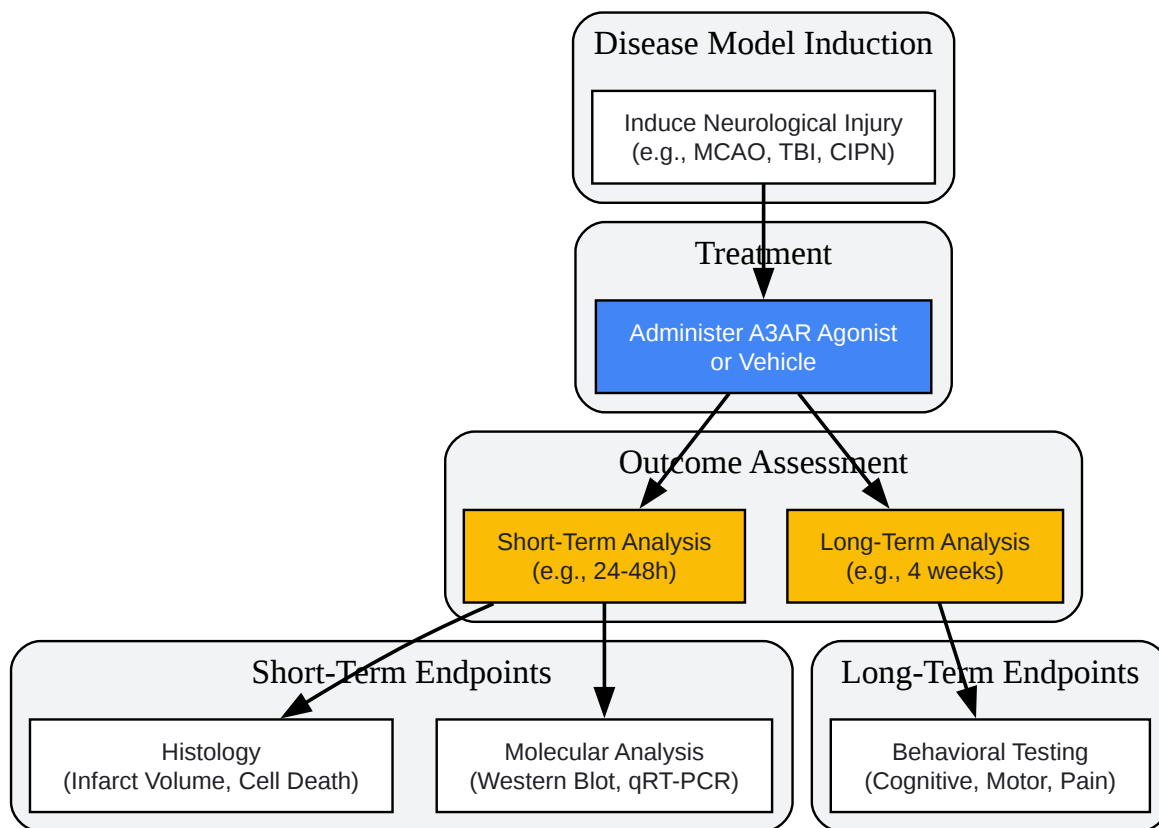 Disease Model Induction
Induce Neurological Injury
(e.g., MCAO, TBI, CIPN)
Treatment
Administer A3AR Agonist
or Vehicle
Outcome Assessment
Short-Term Analysis
(e.g., 24-48h)
Long-Term Analysis
(e.g., 4 weeks)
Short-Term Endpoints
Histology
(Infarct Volume, Cell Death)
Molecular Analysis
(Western Blot, qRT-PCR)
Long-Term Endpoints
Behavioral Testing
(Cognitive, Motor, Pain)